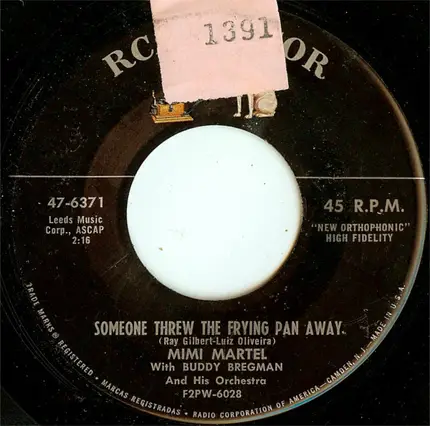 1391
RC OR
47-6371
Leeds Music
Corp., ASCAP
2:16
45 R.P.M.
"NEW ORTHOPHONIC"
HIGH FIDELITY
SOMEONE THREW THE FRYING PAN AWAY
(Ray Gilbert-Luiz Oliveira)
MIMI MARTEL
With BUDDY BREGMAN
And His Orchestra
F2PW-6028
TRADE MARKS ® REGISTERED • MARCAS REGISTRADAS • RADIO CORPORATION OF AMERICA — CAMDEN, N.J. • MADE IN U.S.A.